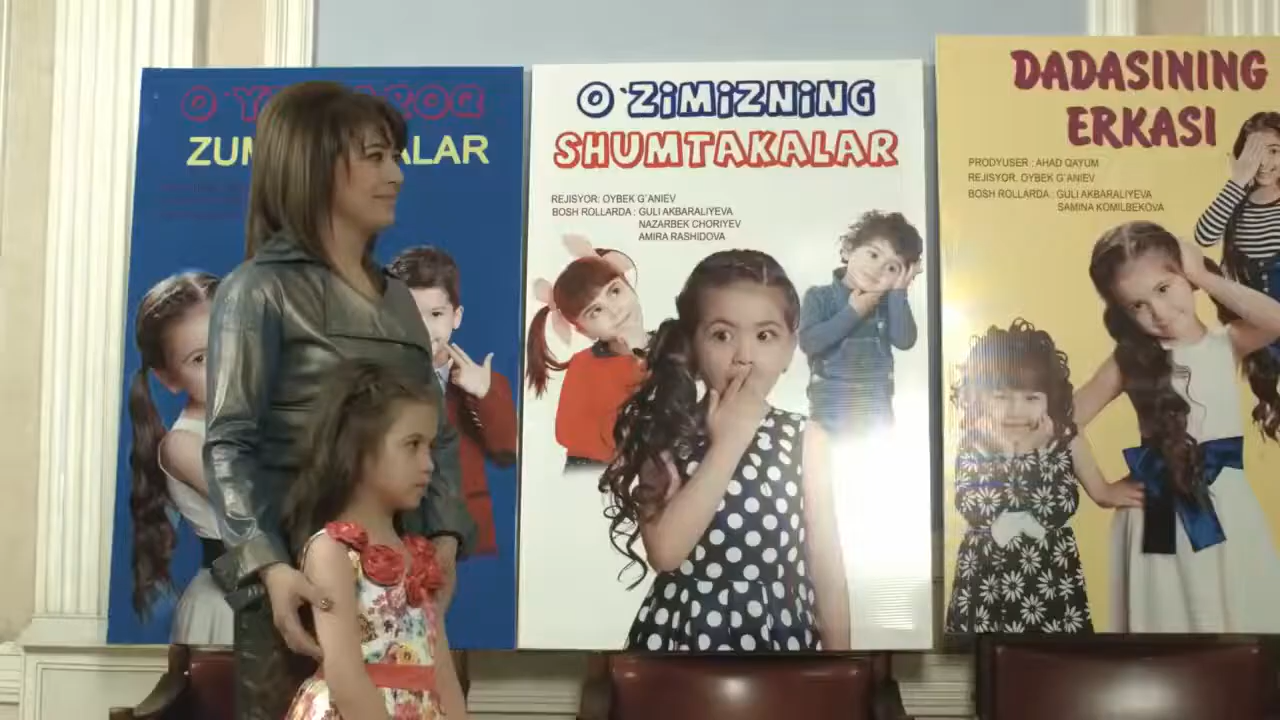 ZUM ALAR
O`ZIMIZNING
SHUMTAKALAR
REJISYOR: OYBEK G`ANIEV
BOSH ROLLARDA : GULI AKBARALIYEVA
NAZARBEK CHORIYEV
AMIRA RASHIDOVA
DADASINING
ERKASI
PRODYUSER : AHAD QAYUM
REJISYOR. OYBEK G`ANIEV
BOSH ROLLARDA : GULI AKBARALIYEVA
SAMINA KOMILBEKOVA